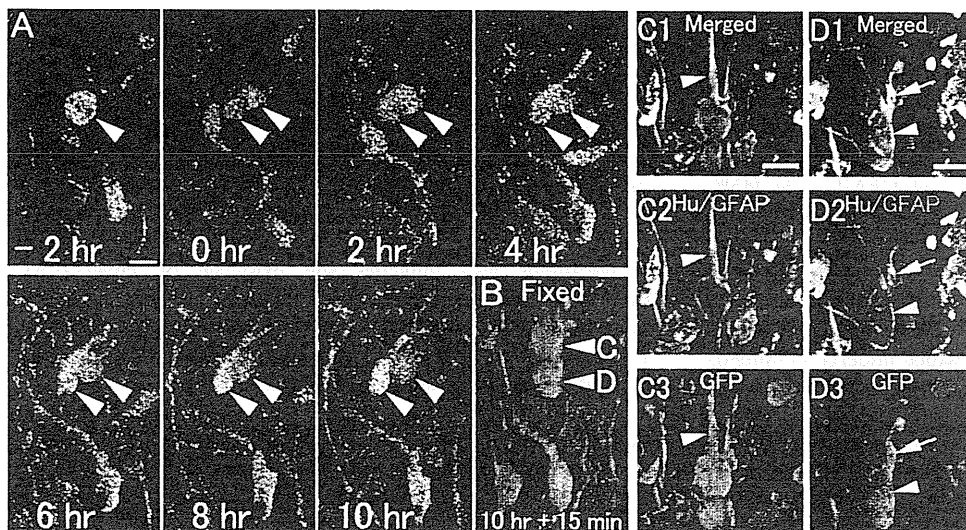 A
− 2 hr
0 hr
2 hr
4 hr
6 hr
8 hr
10 hr
B Fixed
C
D
10 hr + 15 min
C1 Merged
C2 Hu/GFAP
C3 GFP
D1 Merged
D2 Hu/GFAP
D3 GFP